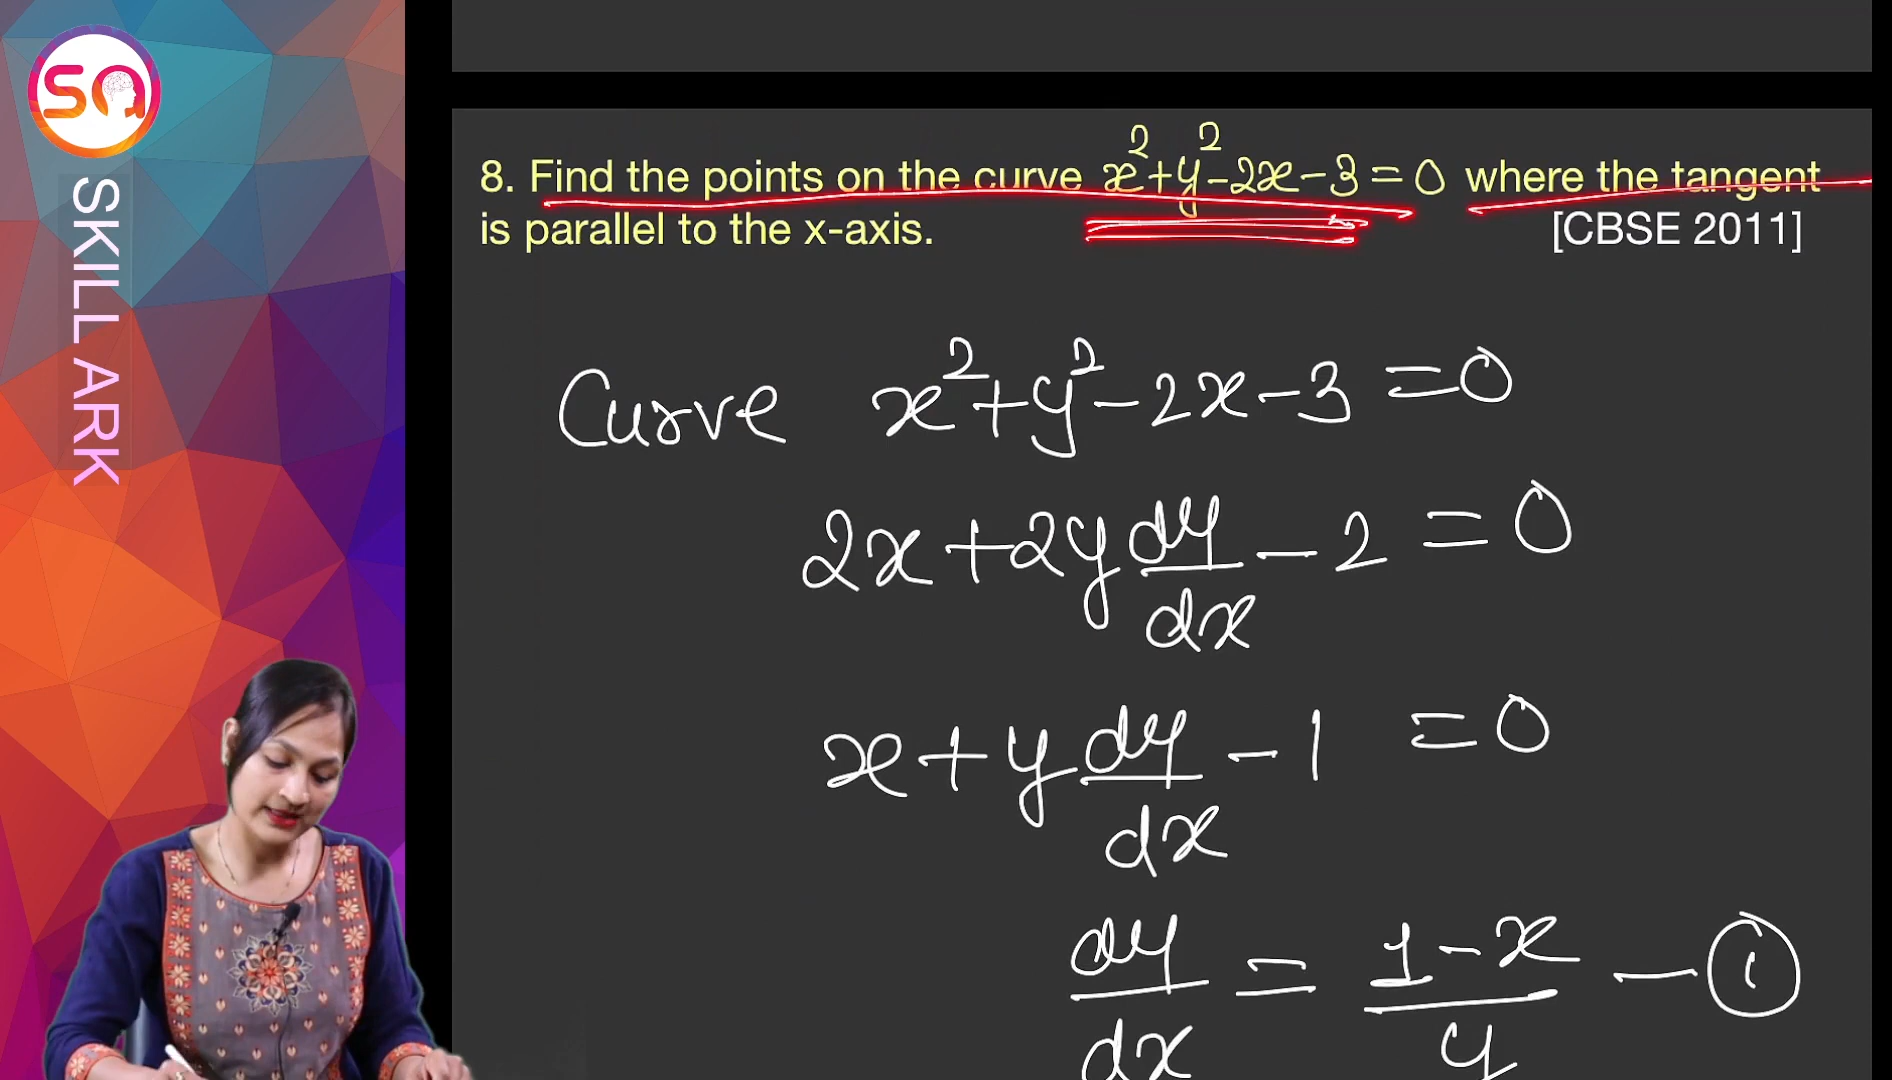 SQ
SKILL ARK
8. Find the points on the curve x²+y²-2x-3=0 where the tangent
is parallel to the x-axis. [CBSE 2011]
Curve x²+y²-2x-3=0
2x+2y dy/dx -2=0
x+y dy/dx -1 =0
dy/dx = 1-x/y - ①